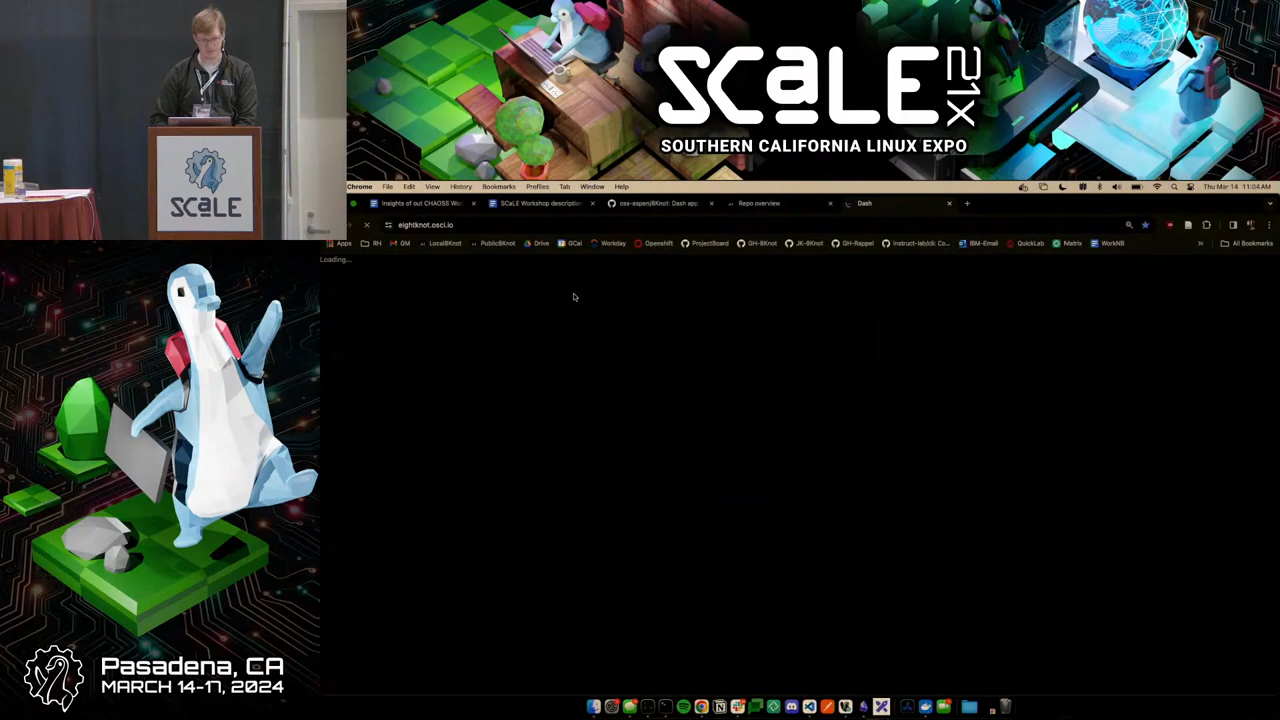 SCaLE 21X
SOUTHERN CALIFORNIA LINUX EXPO
SCaLE
Chrome File Edit View History Bookmarks Profiles Tab Window Help Thu Mar 14 11:04 AM
Insights of out CHAOSS Wo SCaLE Workshop description oss-aspen/8Knot: Dash app Repo overview Dash
eightknot.osci.io
Apps RH GM LocalBKnot PublicBKnot Drive GCal Workday Openshift ProjectBoard GH-8Knot JK-8Knot GH-Rappel instruct-lab/cli: Co... IBM-Email QuickLab Metrix WorkNB » All Bookmarks
Loading...
Pasadena, CA
MARCH 14-17, 2024